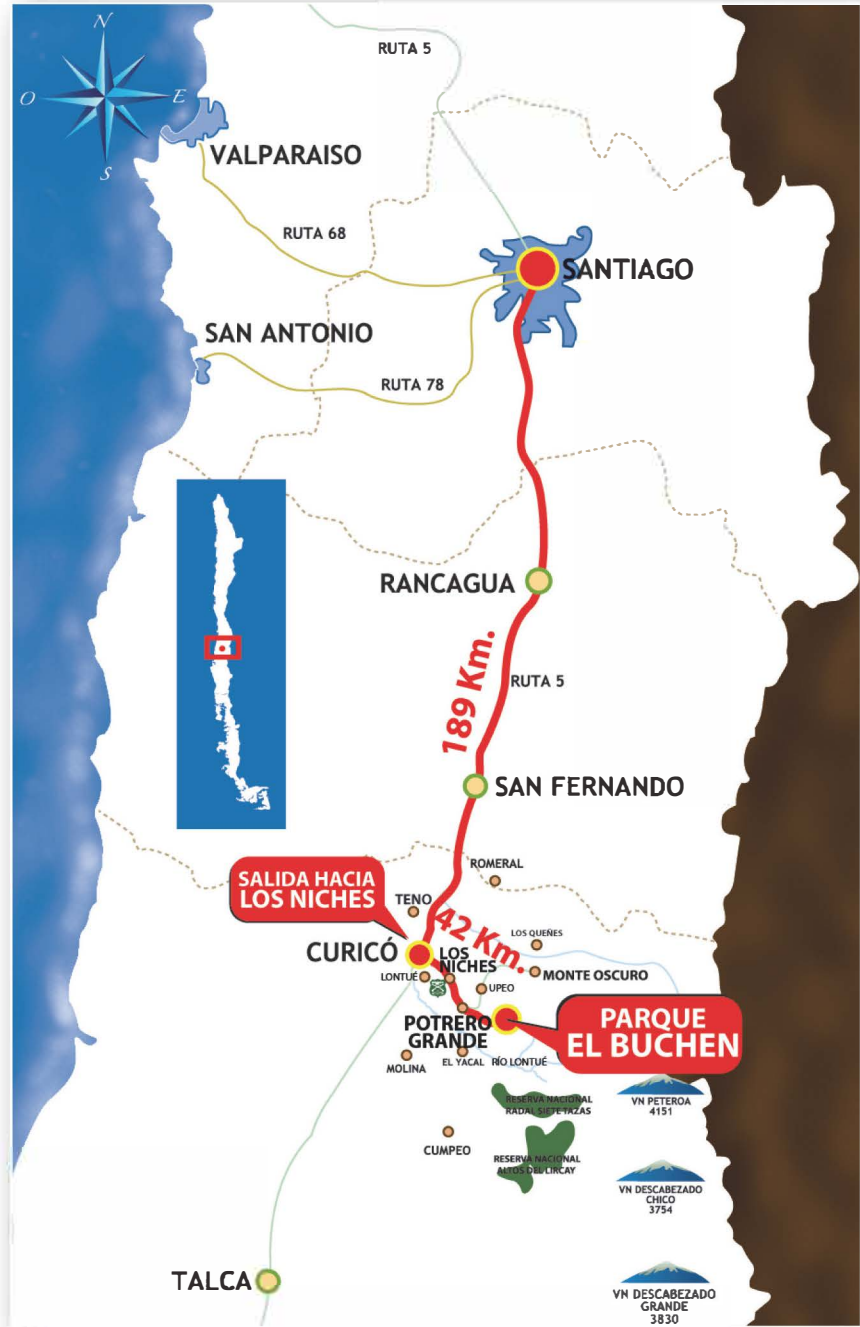 N
O
E
S
RUTA 5
VALPARAISO
RUTA 68
SANTIAGO
SAN ANTONIO
RUTA 78
RANCAGUA
189 Km.
RUTA 5
SAN FERNANDO
ROMERAL
SALIDA HACIA
LOS NICHES
TENO
42 Km.
LOS QUEÑES
CURICÓ
LOS
NICHES
LONTUÉ
MONTE OSCURO
UPEO
POTRERO
GRANDE
PARQUE
EL BUCHEN
MOLINA
EL YACAL
RÍO LONTUÉ
RESERVA NACIONAL
RADAL SIETE TAZAS
VN PETEROA
4151
CUMPEO
RESERVA NACIONAL
ALTOS DEL LIRCAY
VN DESCABEZADO
CHICO
3754
TALCA
VN DESCABEZADO
GRANDE
3830